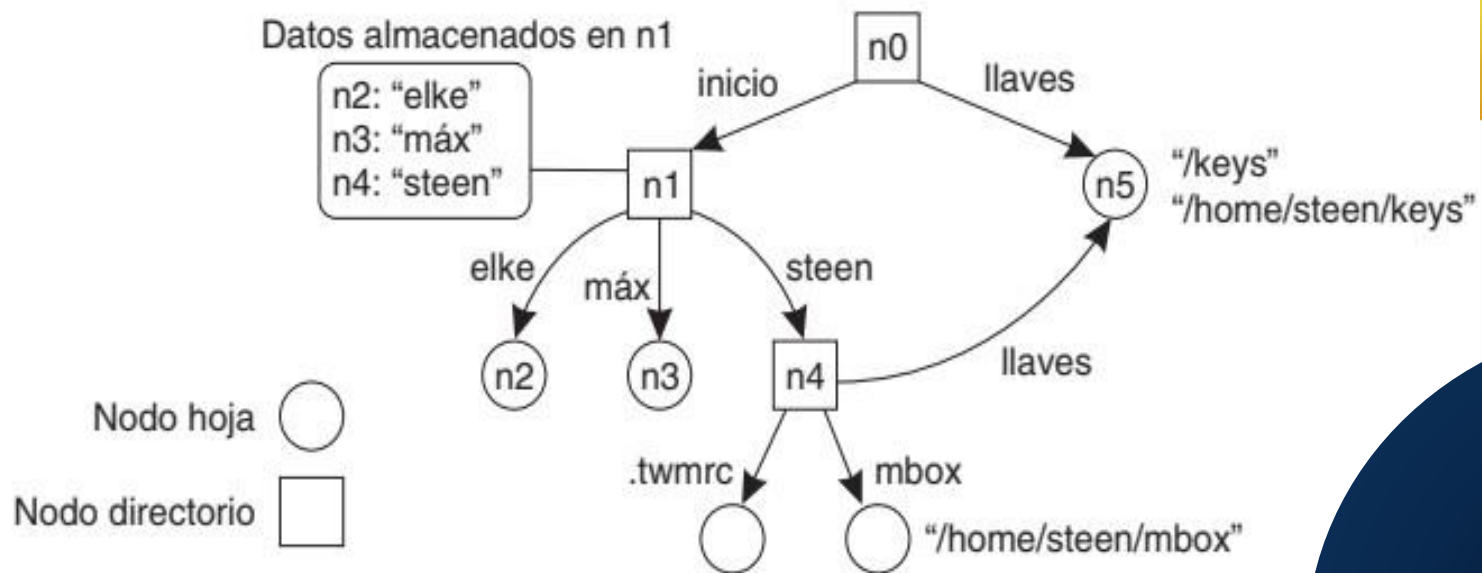 Datos almacenados en n1
n2: “elke”
n3: “máx”
n4: “steen”
n0
inicio
llaves
n1
n5
“/keys”
“/home/steen/keys”
elke
máx
steen
n2
n3
n4
llaves
Nodo hoja
.twmrc
mbox
Nodo directorio
“/home/steen/mbox”